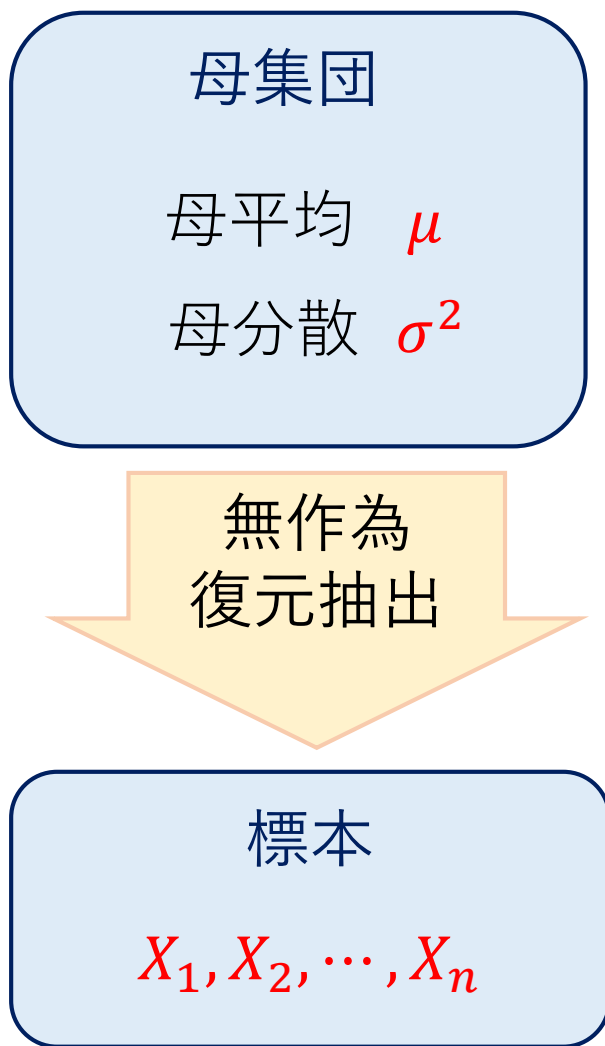 母集団
母平均 μ
母分散 σ²
無作為
復元抽出
標本
X₁, X₂, ⋯ , Xₙ